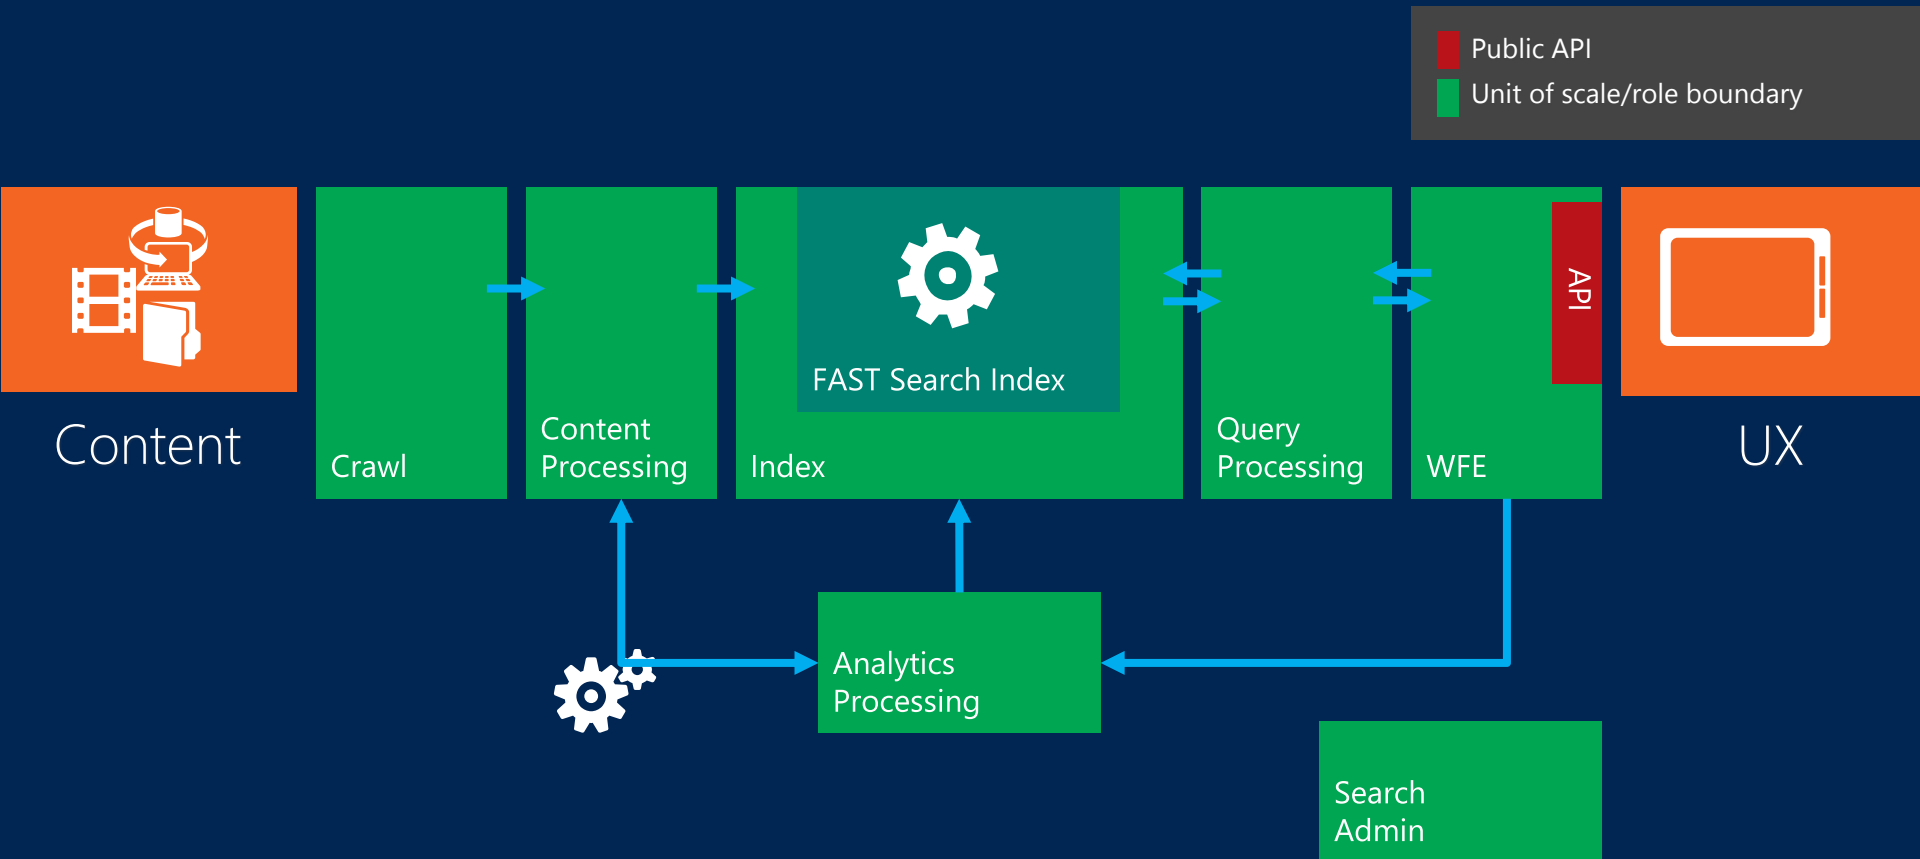 Public API
Unit of scale/role boundary
API
FAST Search Index
Content
Crawl
Content
Processing
Index
Query
Processing
WFE
UX
Analytics
Processing
Search
Admin